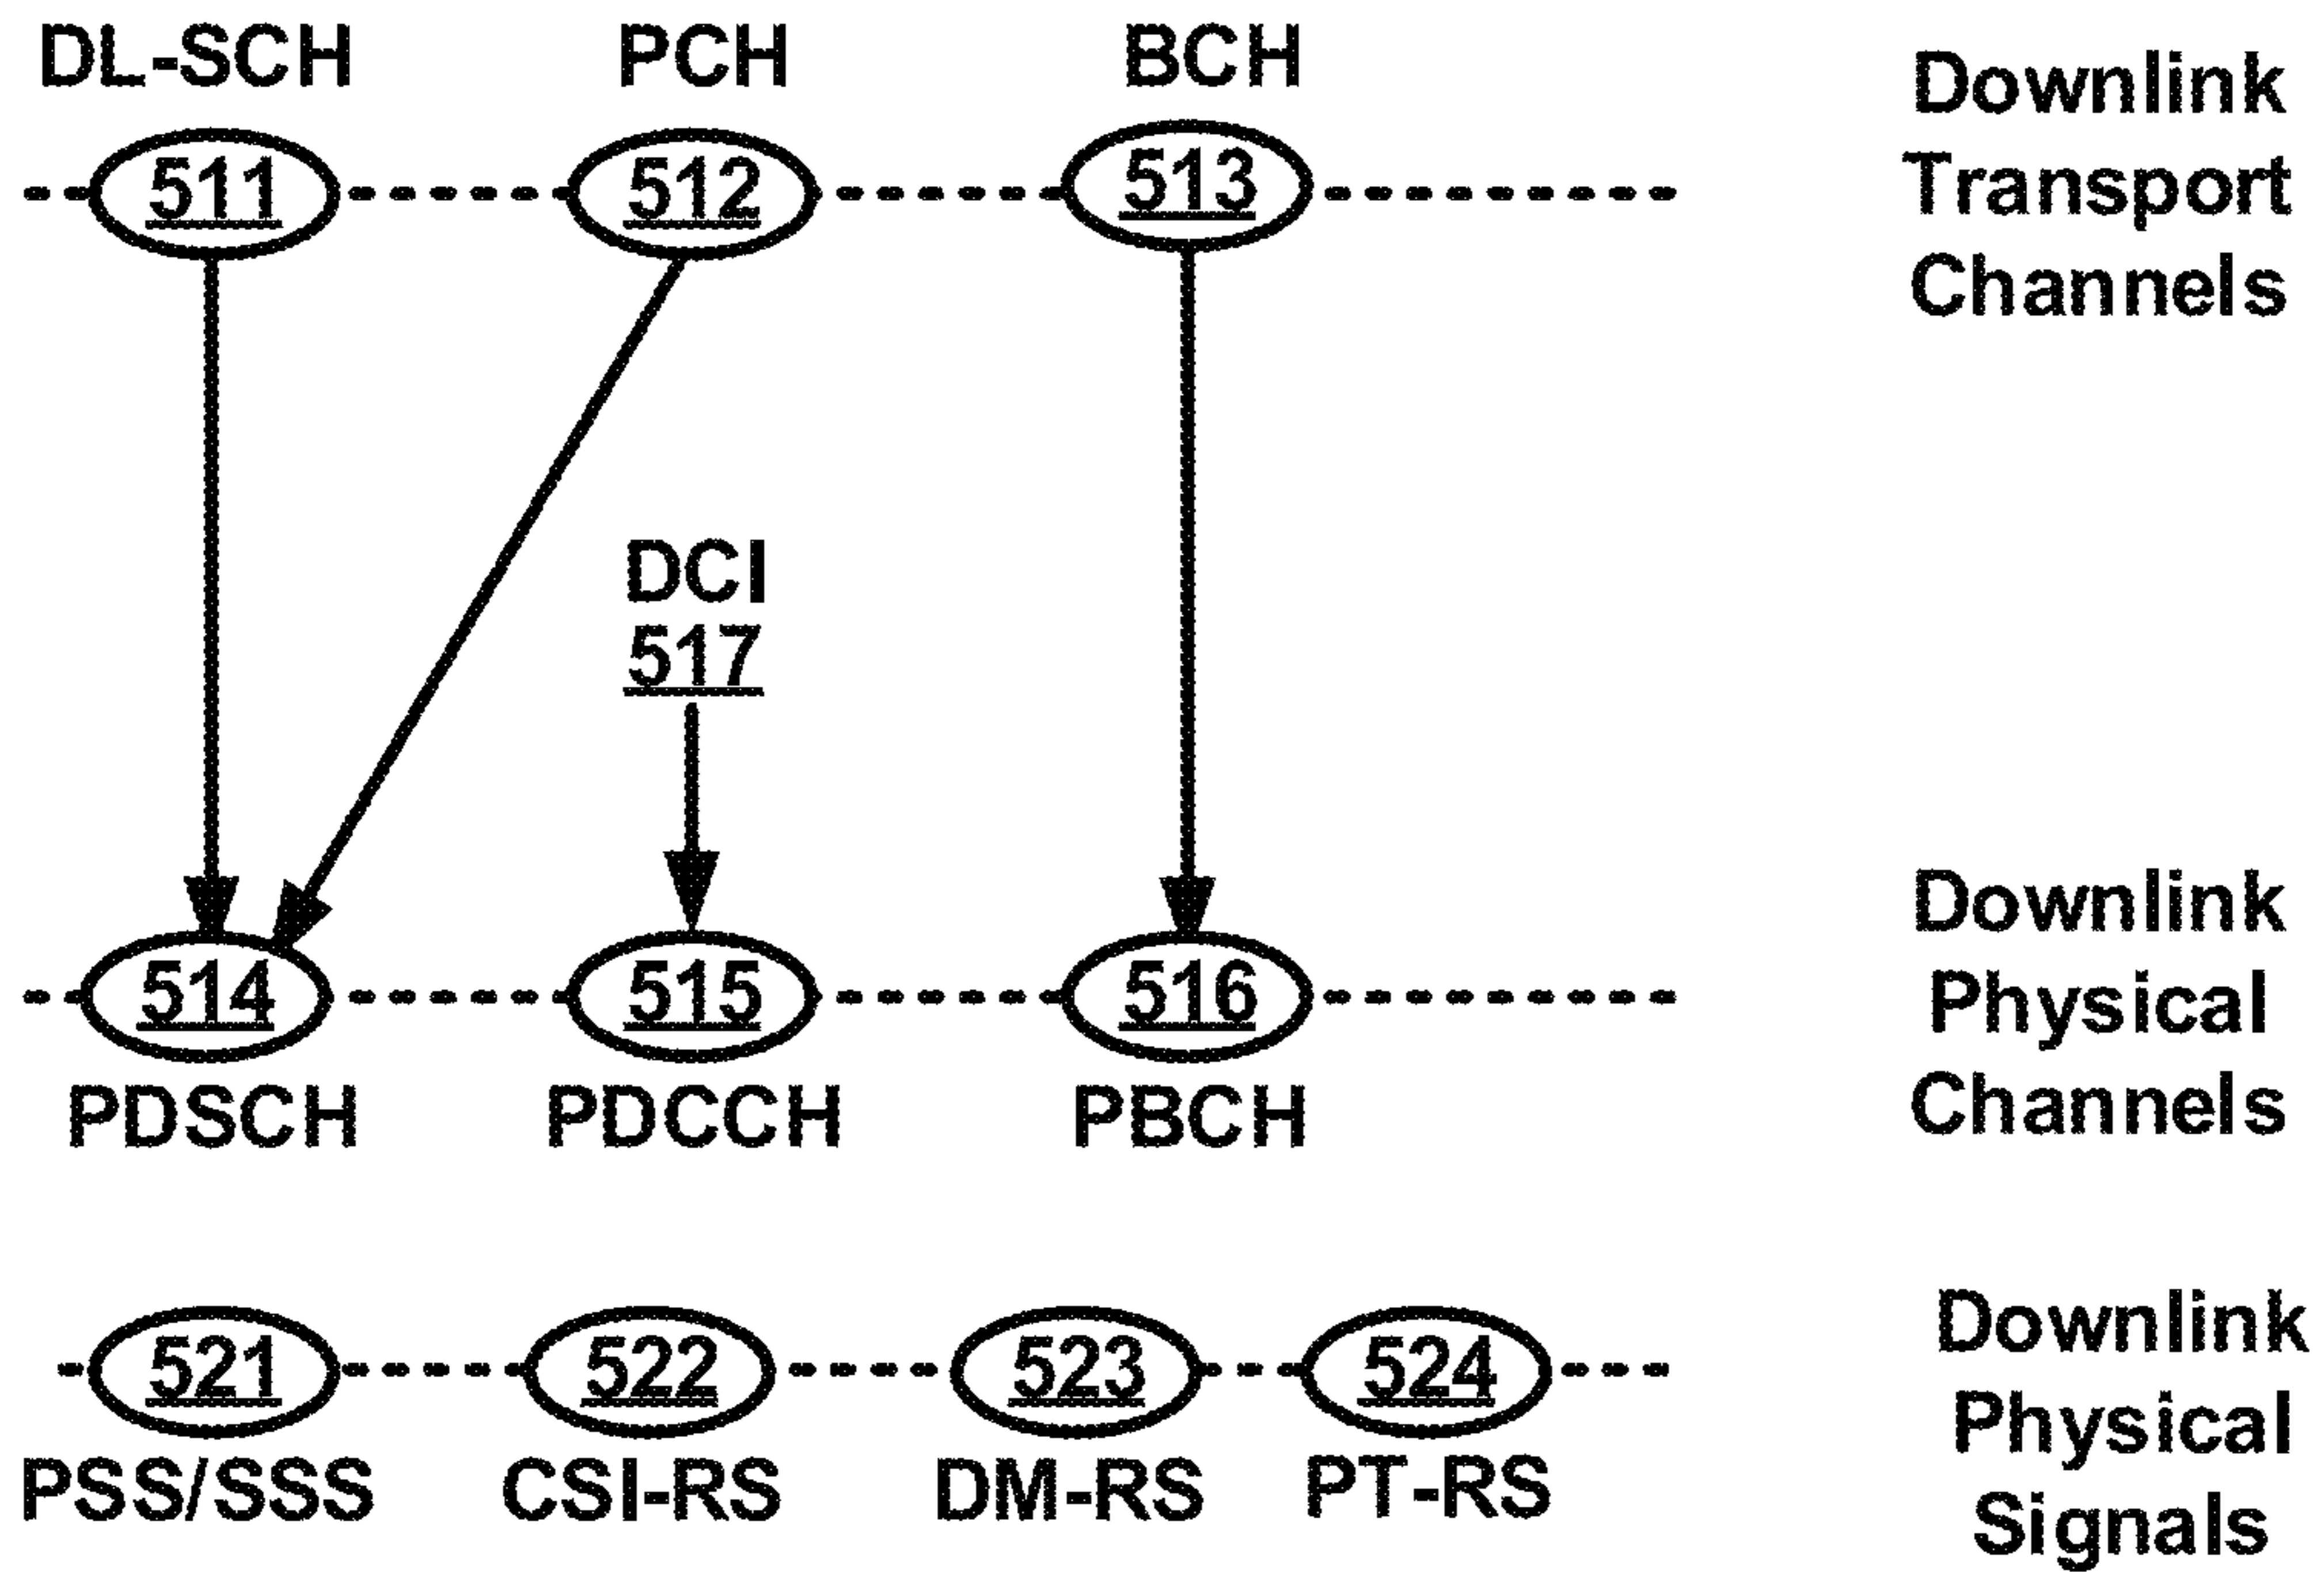 DL-SCH PCH BCH
511 512 513
Downlink
Transport
Channels
DCI
517
514 515 516
PDSCH PDCCH PBCH
Downlink
Physical
Channels
521 522 523 524
PSS/SSS CSI-RS DM-RS PT-RS
Downlink
Physical
Signals